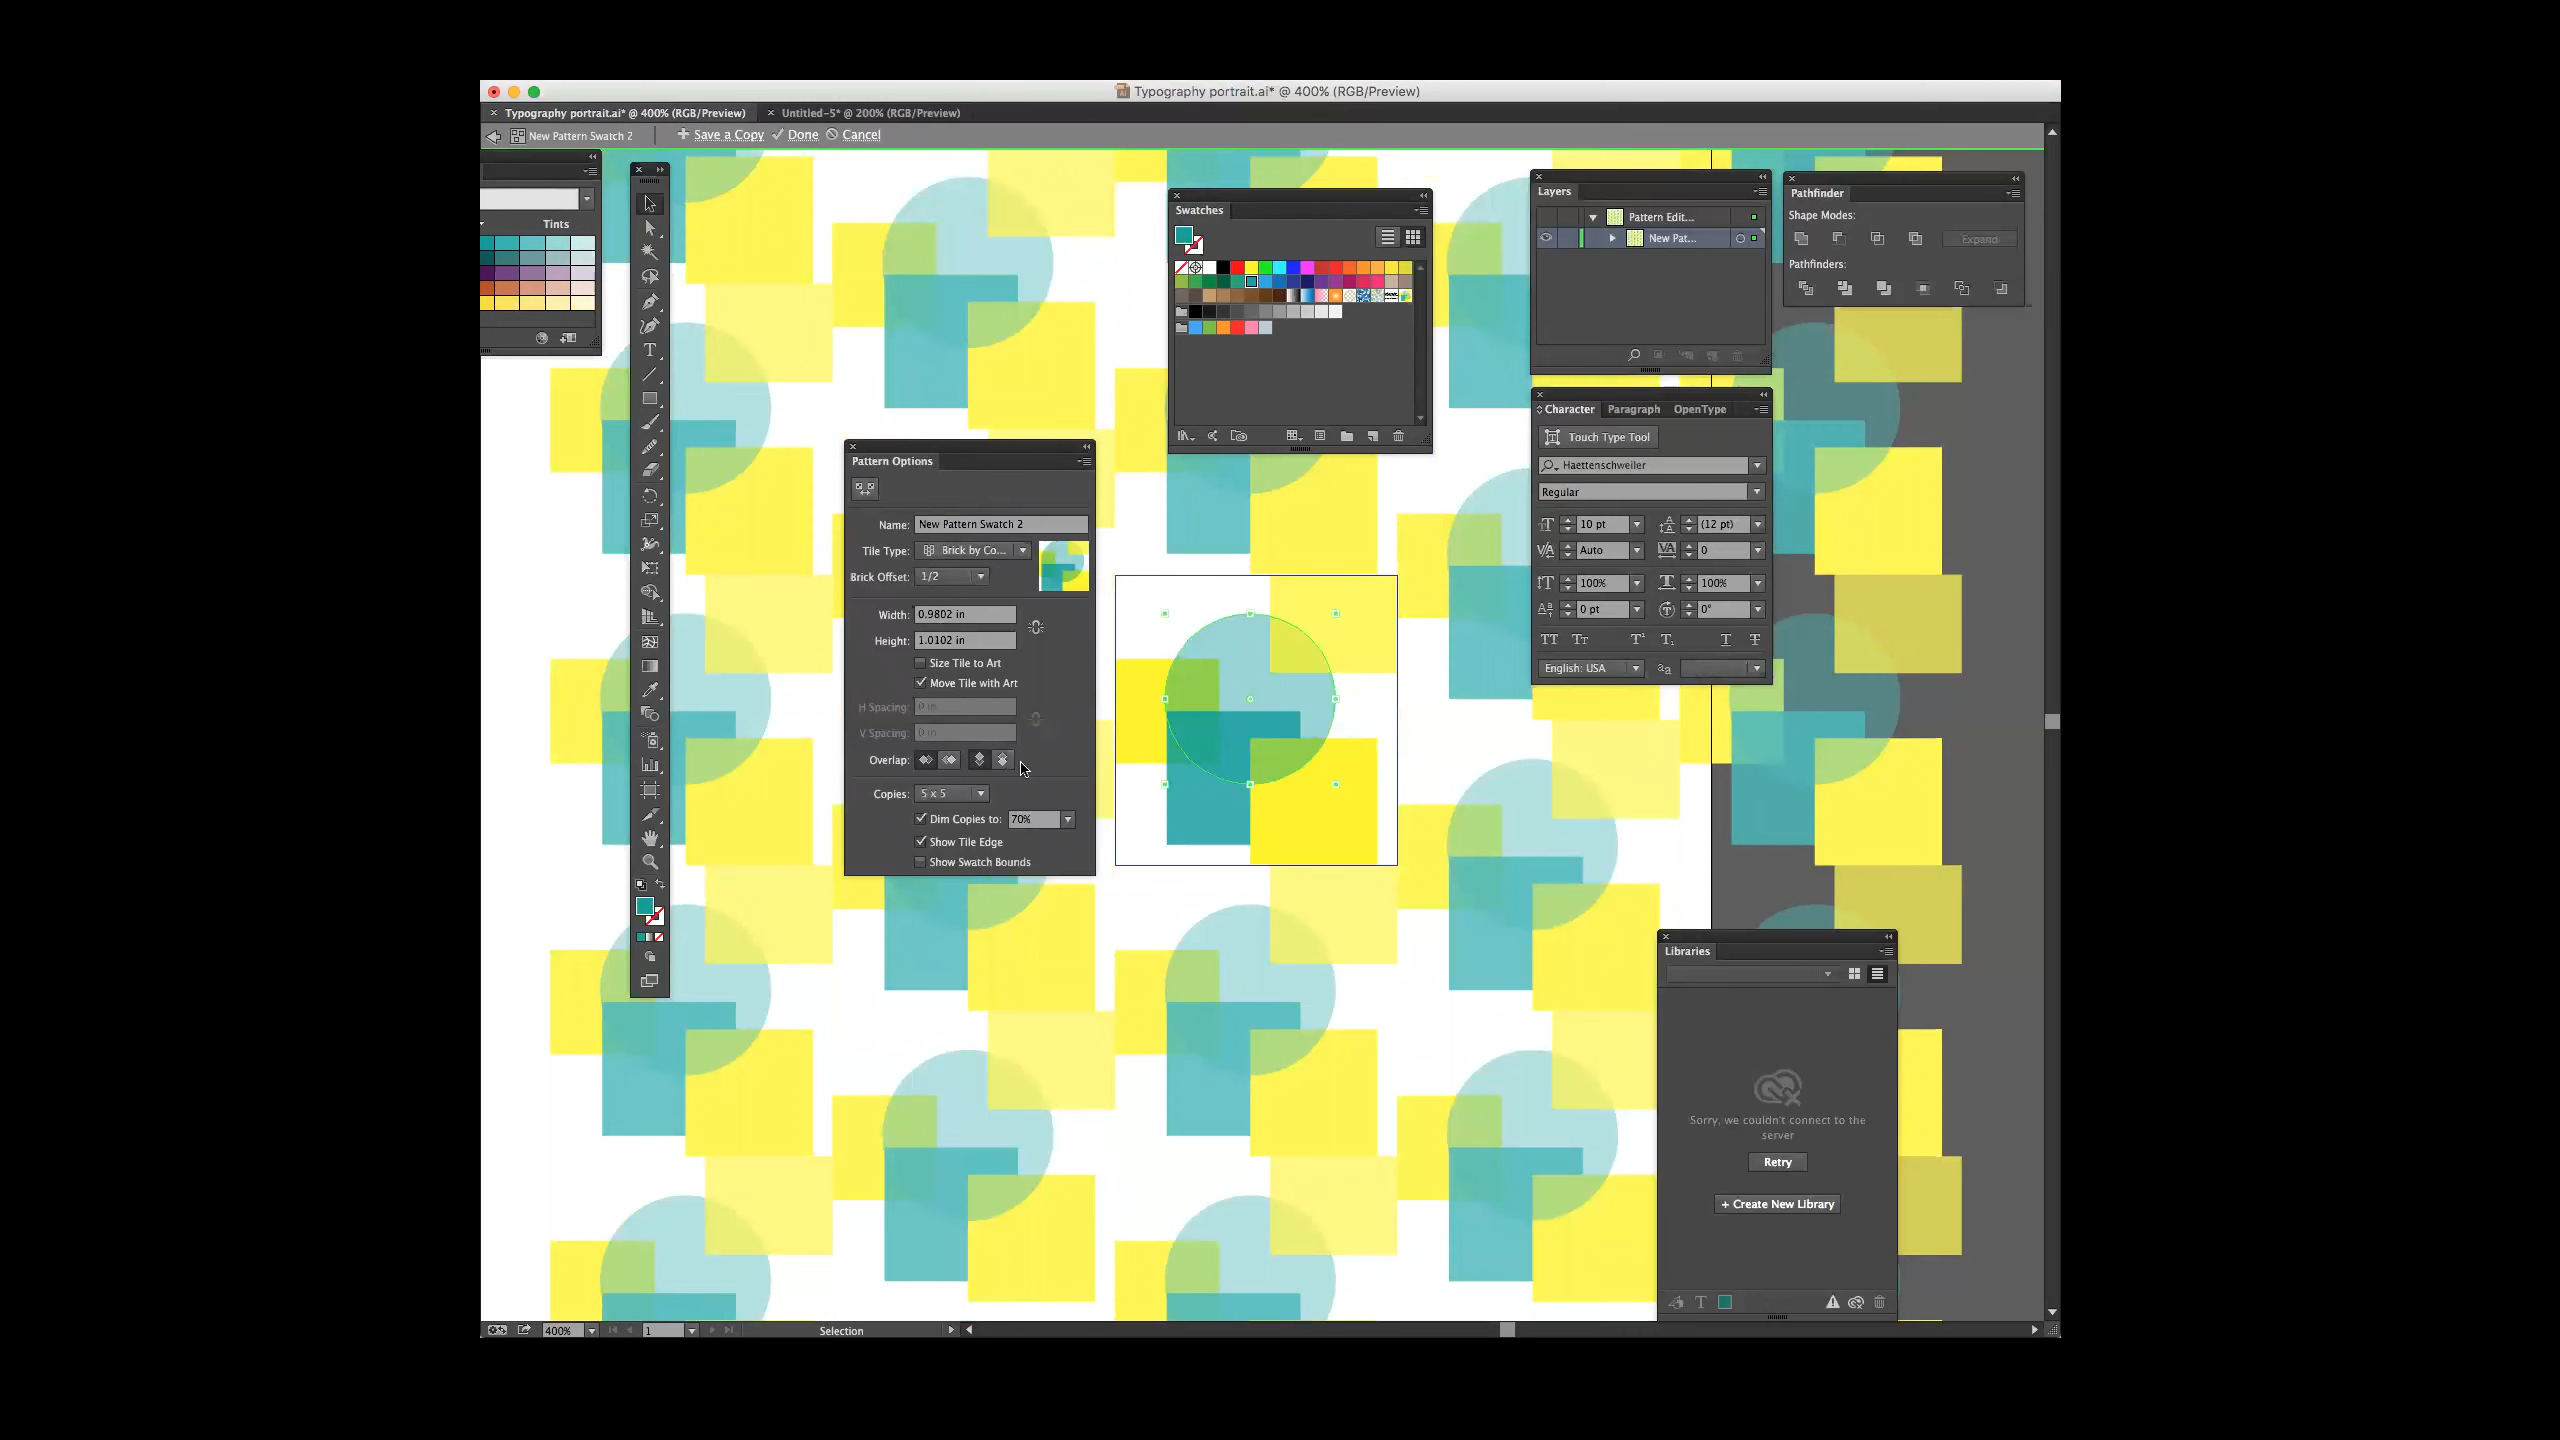 Typography portrait.ai* @ 400% (RGB/Preview)
Typography portrait.ai* @ 400% (RGB/Preview)
Untitled-5* @ 200% (RGB/Preview)
New Pattern Swatch 2
Save a Copy
Done
Cancel
Tints
Swatches
Layers
Pattern Edit...
New Pat...
Pathfinder
Shape Modes:
Expand
Pathfinders:
Character
Paragraph
OpenType
Touch Type Tool
Haettenschweiler
Regular
10 pt
(12 pt)
Auto
0
100%
100%
0 pt
0°
English: USA
Pattern Options
Name: New Pattern Swatch 2
Tile Type: Brick by Co...
Brick Offset: 1/2
Width: 0.9802 in
Height: 1.0102 in
Size Tile to Art
Move Tile with Art
H Spacing: 0 in
V Spacing: 0 in
Overlap:
Copies: 5 x 5
Dim Copies to: 70%
Show Tile Edge
Show Swatch Bounds
Libraries
Sorry, we couldn't connect to the
server
Retry
+ Create New Library
400%
1
Selection